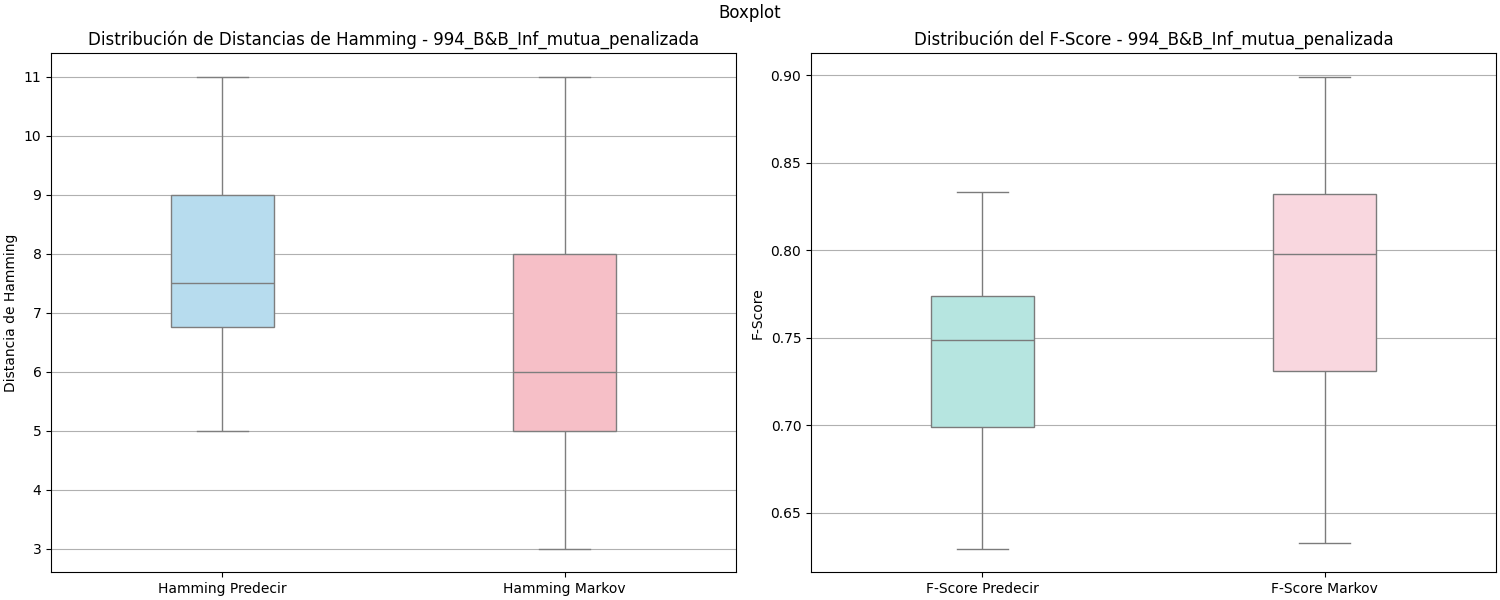 Boxplot
Distribución de Distancias de Hamming - 994_B&B_Inf_mutua_penalizada
Distancia de Hamming
11
10
9
8
7
6
5
4
3
Hamming Predecir
Hamming Markov
Distribución del F-Score - 994_B&B_Inf_mutua_penalizada
F-Score
0.90
0.85
0.80
0.75
0.70
0.65
F-Score Predecir
F-Score Markov